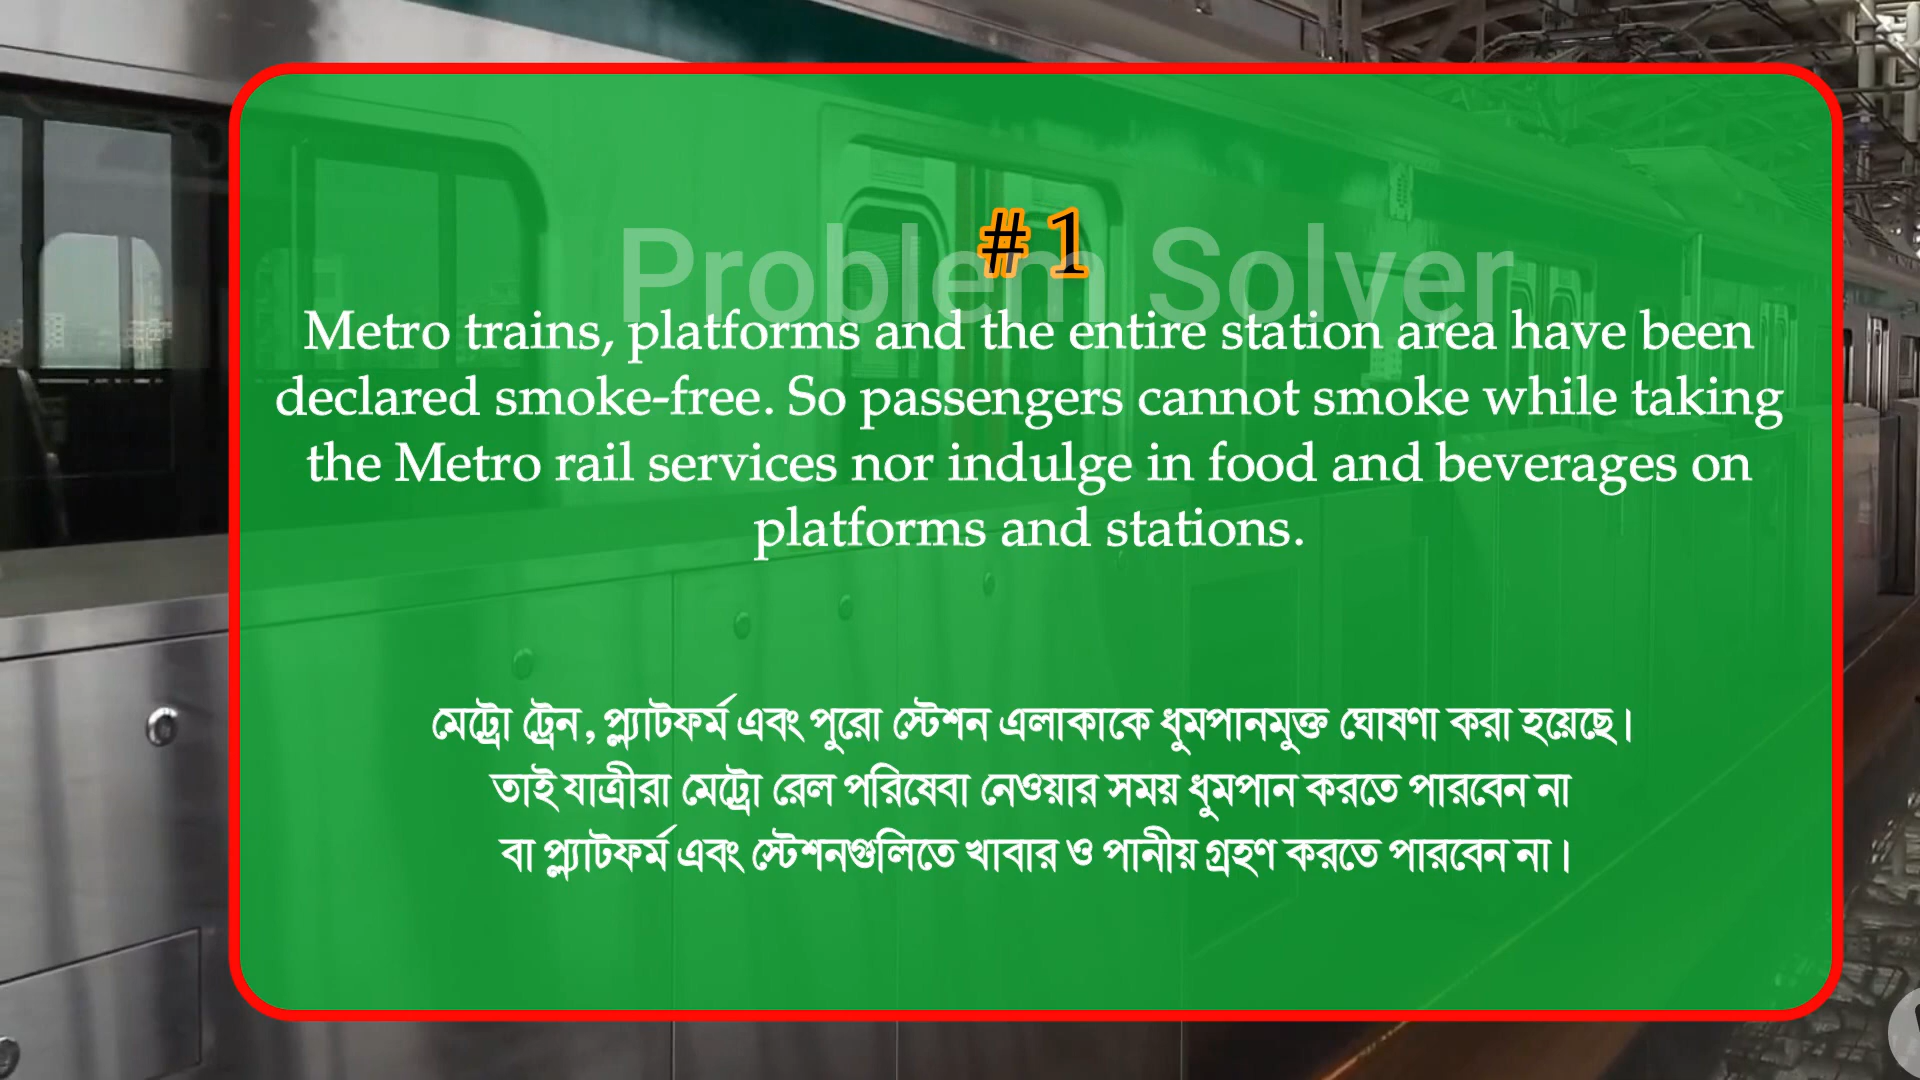 Problem Solver
# 1
Metro trains, platforms and the entire station area have been
declared smoke-free. So passengers cannot smoke while taking
the Metro rail services nor indulge in food and beverages on
platforms and stations.
মেট্রো ট্রেন, প্ল্যাটফর্ম এবং পুরো স্টেশন এলাকাকে ধুমপানমুক্ত ঘোষণা করা হয়েছে।
তাই যাত্রীরা মেট্রো রেল পরিষেবা নেওয়ার সময় ধুমপান করতে পারবেন না
বা প্ল্যাটফর্ম এবং স্টেশনগুলিতে খাবার ও পানীয় গ্রহণ করতে পারবেন না।